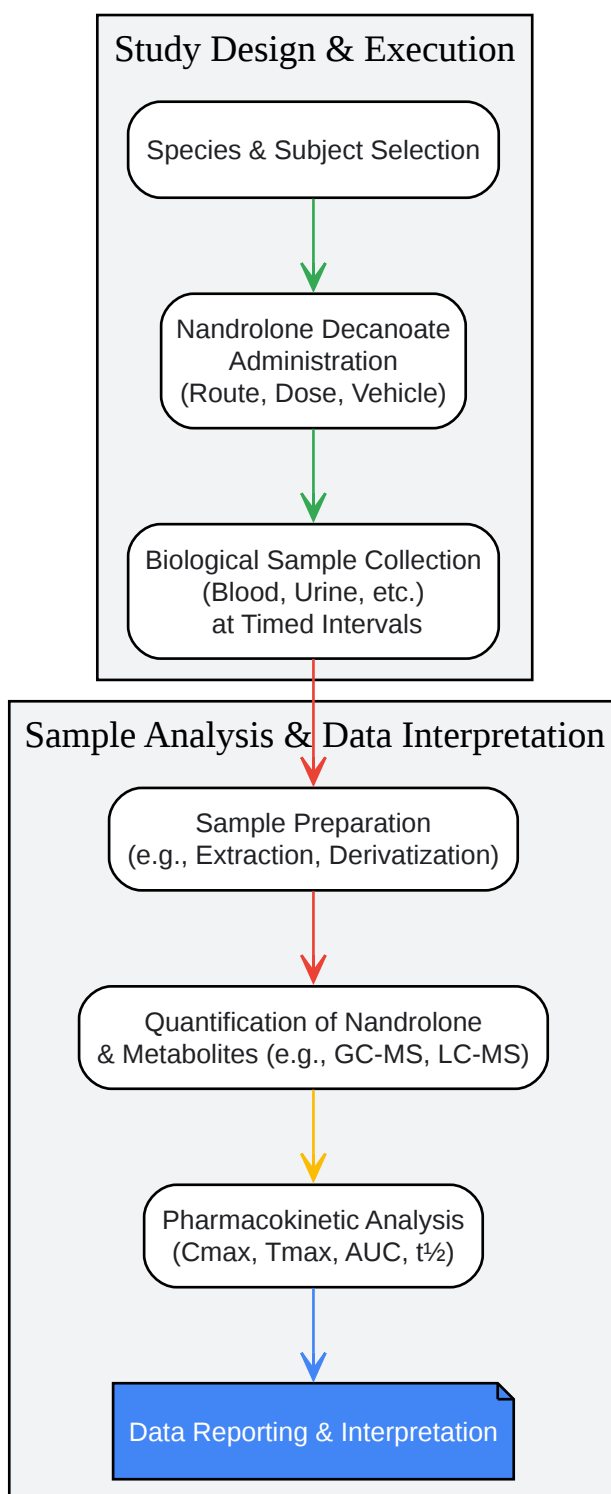 Study Design & Execution
Species & Subject Selection
Nandrolone Decanoate
Administration
(Route, Dose, Vehicle)
Biological Sample Collection
(Blood, Urine, etc.)
at Timed Intervals
Sample Analysis & Data Interpretation
Sample Preparation
(e.g., Extraction, Derivatization)
Quantification of Nandrolone
& Metabolites (e.g., GC-MS, LC-MS)
Pharmacokinetic Analysis
(Cmax, Tmax, AUC, t½)
Data Reporting & Interpretation